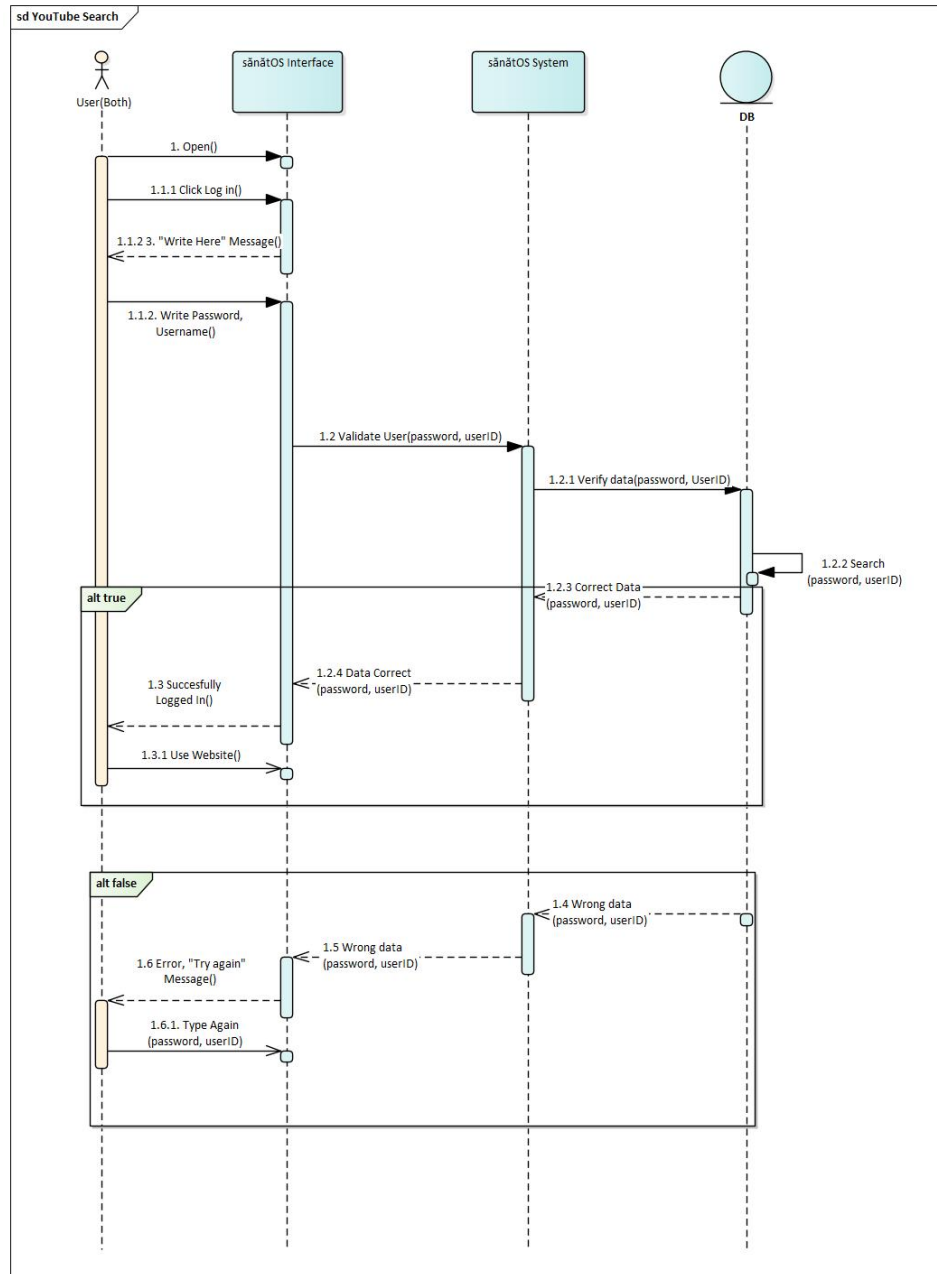 sd YouTube Search
sănătOS Interface
sănătOS System
User(Both)
DB
1. Open()
1.1.1 Click Log in()
1.1.2 3. "Write Here" Message()
1.1.2. Write Password,
Username()
1.2 Validate User(password, userID)
1.2.1 Verify data(password, UserID)
1.2.2 Search
(password, userID)
alt true
1.2.3 Correct Data
(password, userID)
1.2.4 Data Correct
(password, userID)
1.3 Succesfully
Logged In()
1.3.1 Use Website()
alt false
1.4 Wrong data
(password, userID)
1.5 Wrong data
(password, userID)
1.6 Error, "Try again"
Message()
1.6.1. Type Again
(password, userID)